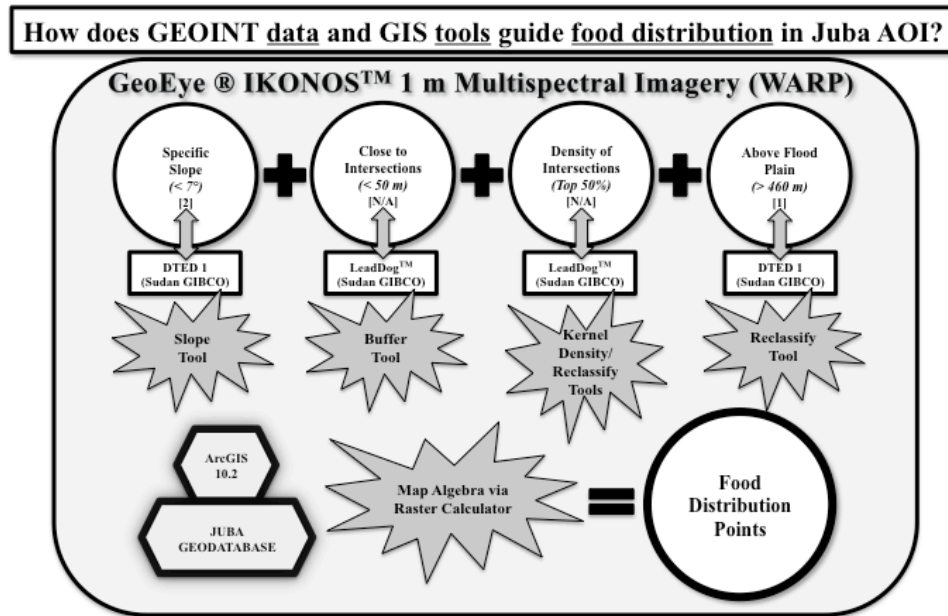 How does GEOINT data and GIS tools guide food distribution in Juba AOI?
GeoEye ® IKONOS™ 1 m Multispectral Imagery (WARP)
Specific
Slope
(< 7°)
[2]
Close to
Intersections
(< 50 m)
[N/A]
Density of
Intersections
(Top 50%)
[N/A]
Above Flood
Plain
(> 460 m)
[1]
DTED 1
(Sudan GIBCO)
LeadDog™
(Sudan GIBCO)
LeadDog™
(Sudan GIBCO)
DTED 1
(Sudan GIBCO)
Slope
Tool
Buffer
Tool
Kernel
Density/
Reclassify
Tools
Reclassify
Tool
ArcGIS
10.2
JUBA
GEODATABASE
Map Algebra via
Raster Calculator
Food
Distribution
Points